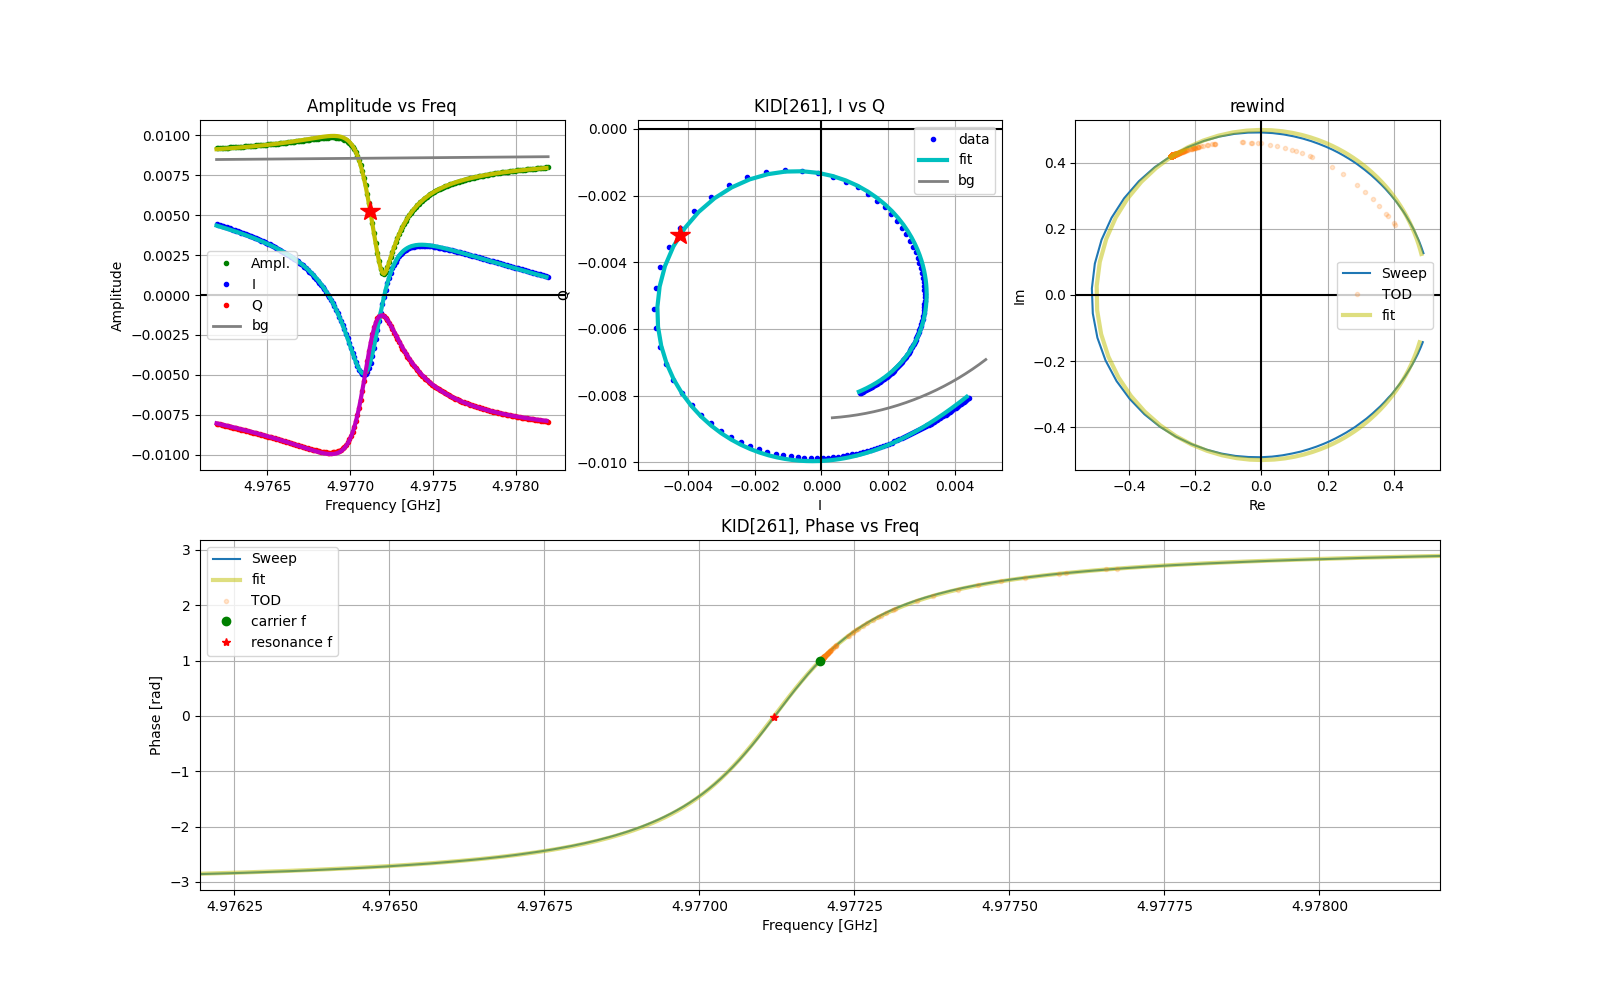 Amplitude vs Freq
Amplitude
0.0100
0.0075
0.0050
0.0025
0.0000
−0.0025
−0.0050
−0.0075
−0.0100
Ampl.
I
Q
bg
4.9765
4.9770
4.9775
4.9780
Frequency [GHz]
KID[261], I vs Q
Q
0.000
−0.002
−0.004
−0.006
−0.008
−0.010
data
fit
bg
−0.004
−0.002
0.000
0.002
0.004
I
rewind
Im
0.4
0.2
0.0
−0.2
−0.4
Sweep
TOD
fit
−0.4
−0.2
0.0
0.2
0.4
Re
KID[261], Phase vs Freq
Phase [rad]
3
2
1
0
−1
−2
−3
Sweep
fit
TOD
carrier f
resonance f
4.97625
4.97650
4.97675
4.97700
4.97725
4.97750
4.97775
4.97800
Frequency [GHz]